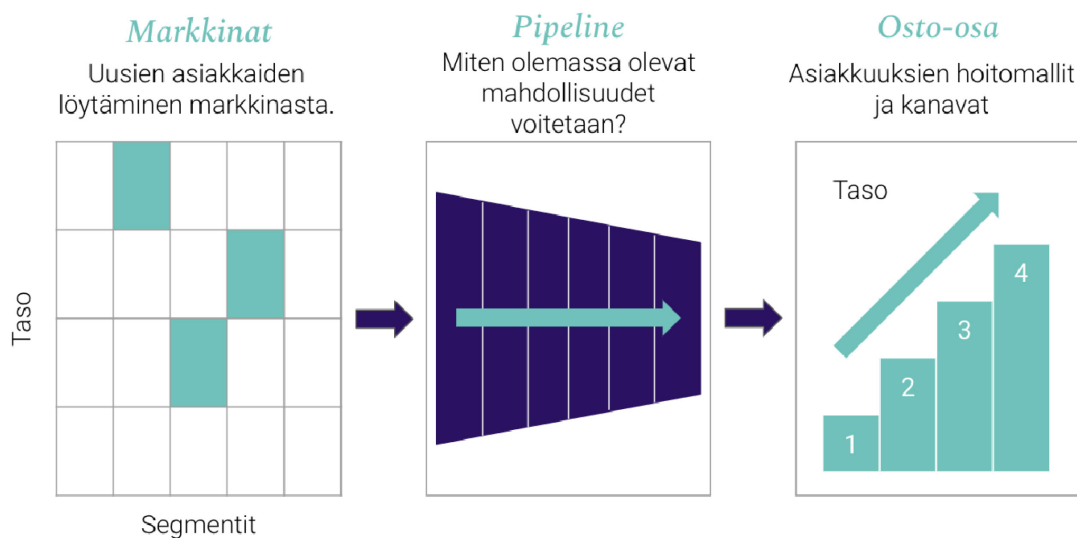 Markkinat
Uusien asiakkaiden
löytäminen markkinasta.
Taso
Segmentit
Pipeline
Miten olemassa olevat
mahdollisuudet
voitetaan?
Osto-osa
Asiakkuuksien hoitomallit
ja kanavat
Taso
1
2
3
4